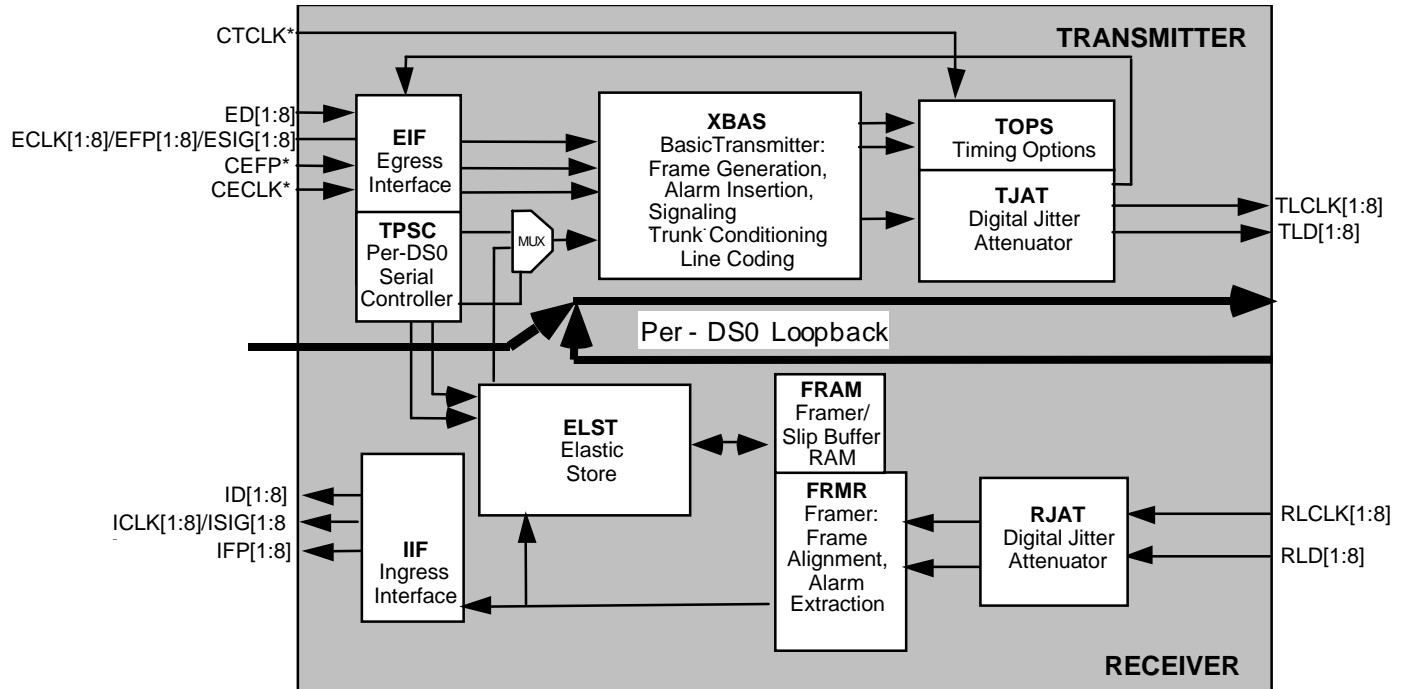 CTCLK*
TRANSMITTER
ED[1:8]
ECLK[1:8]/EFP[1:8]/ESIG[1:8]
CEFP*
CECLK*
EIF
Egress
Interface
TPSC
Per-DS0
Serial
Controller
MUX
XBAS
BasicTransmitter:
Frame Generation,
Alarm Insertion,
Signaling
Trunk Conditioning
Line Coding
TOPS
Timing Options
TJAT
Digital Jitter
Attenuator
TLCLK[1:8]
TLD[1:8]
Per - DS0 Loopback
ELST
Elastic
Store
FRAM
Framer/
Slip Buffer
RAM
FRMR
Framer:
Frame
Alignment,
Alarm
Extraction
RJAT
Digital Jitter
Attenuator
RLCLK[1:8]
RLD[1:8]
ID[1:8]
ICLK[1:8]/ISIG[1:8
IFP[1:8]
IIF
Ingress
Interface
RECEIVER